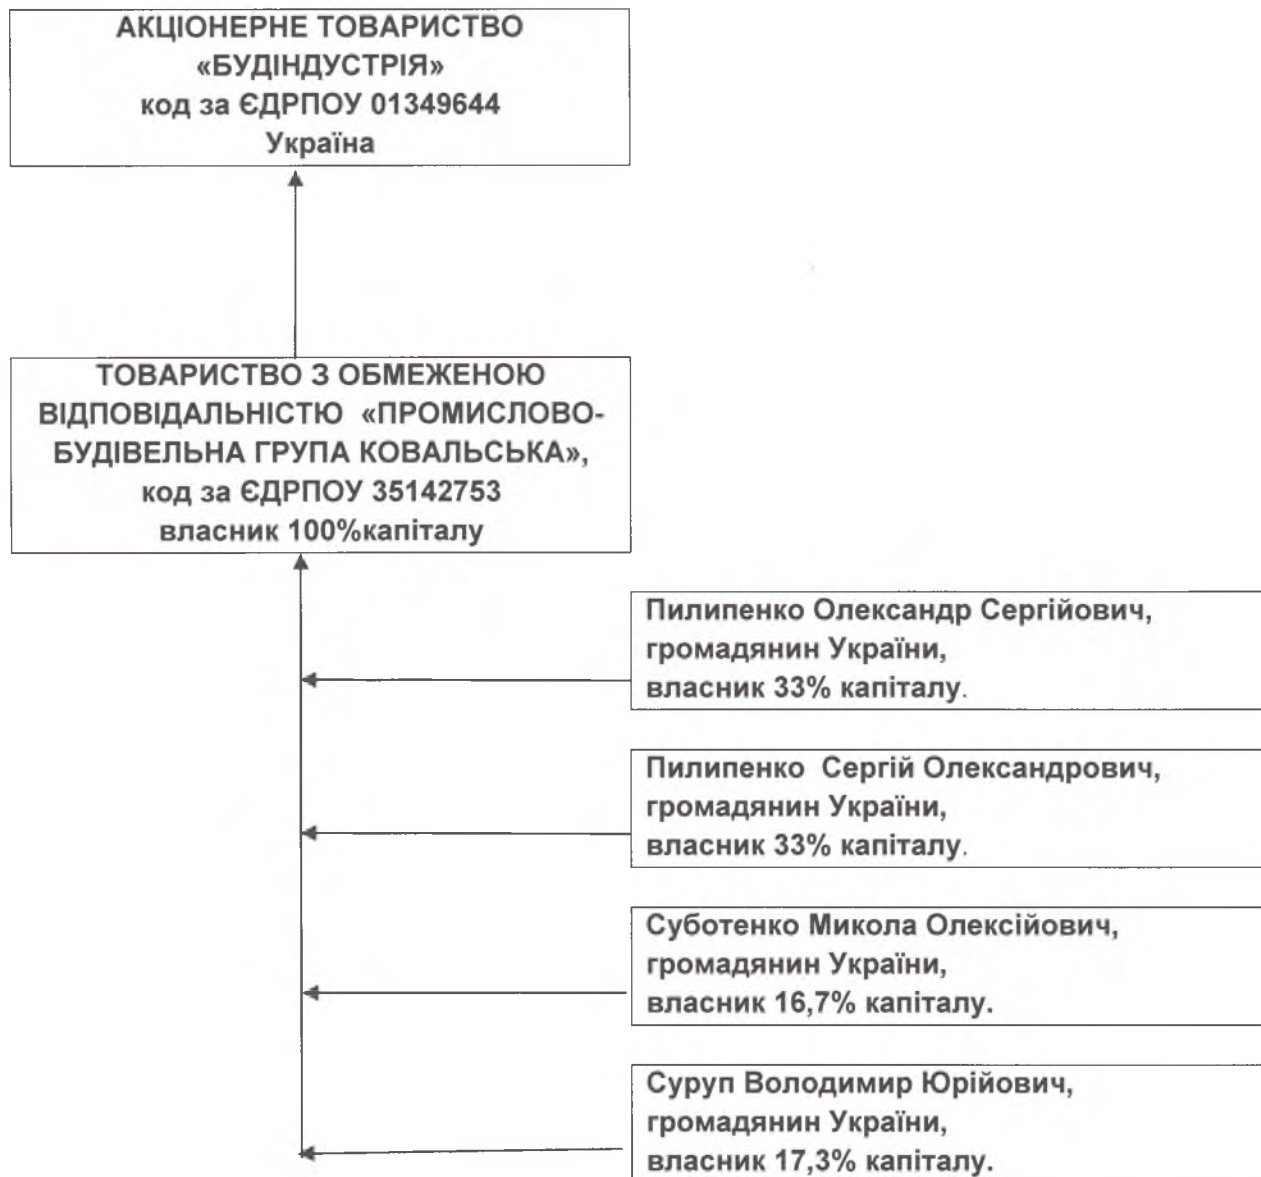 АКЦІОНЕРНЕ ТОВАРИСТВО
«БУДІНДУСТРІЯ»
код за ЄДРПОУ 01349644
Україна
ТОВАРИСТВО З ОБМЕЖЕНОЮ
ВІДПОВІДАЛЬНІСТЮ «ПРОМИСЛОВО-
БУДІВЕЛЬНА ГРУПА КОВАЛЬСЬКА»,
код за ЄДРПОУ 35142753
власник 100%капіталу
Пилипенко Олександр Сергійович,
громадянин України,
власник 33% капіталу.
Пилипенко Сергій Олександрович,
громадянин України,
власник 33% капіталу.
Суботенко Микола Олексійович,
громадянин України,
власник 16,7% капіталу.
Суруп Володимир Юрійович,
громадянин України,
власник 17,3% капіталу.